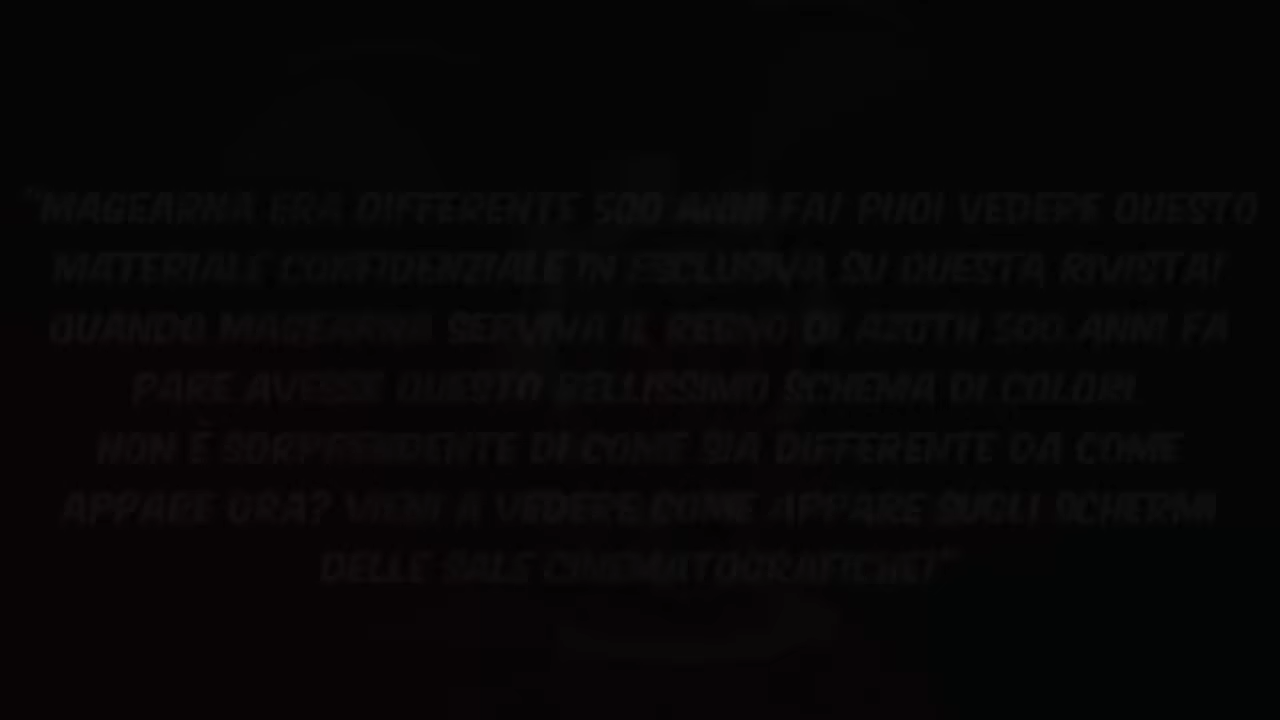 "MAGEARNA ERA DIFFERENTE 500 ANNI FA! PUOI VEDERE QUESTO
MATERIALE CONFIDENZIALE IN ESCLUSIVA SU QUESTA RIVISTA!
QUANDO MAGEARNA SERVIVA IL REGNO DI AZOTH 500 ANNI FA
PARE AVESSE QUESTO BELLISSIMO SCHEMA DI COLORI.
NON È SORPRENDENTE DI COME SIA DIFFERENTE DA COME
APPARE ORA? VIENI A VEDERE COME APPARE SUGLI SCHERMI
DELLE SALE CINEMATOGRAFICHE!"